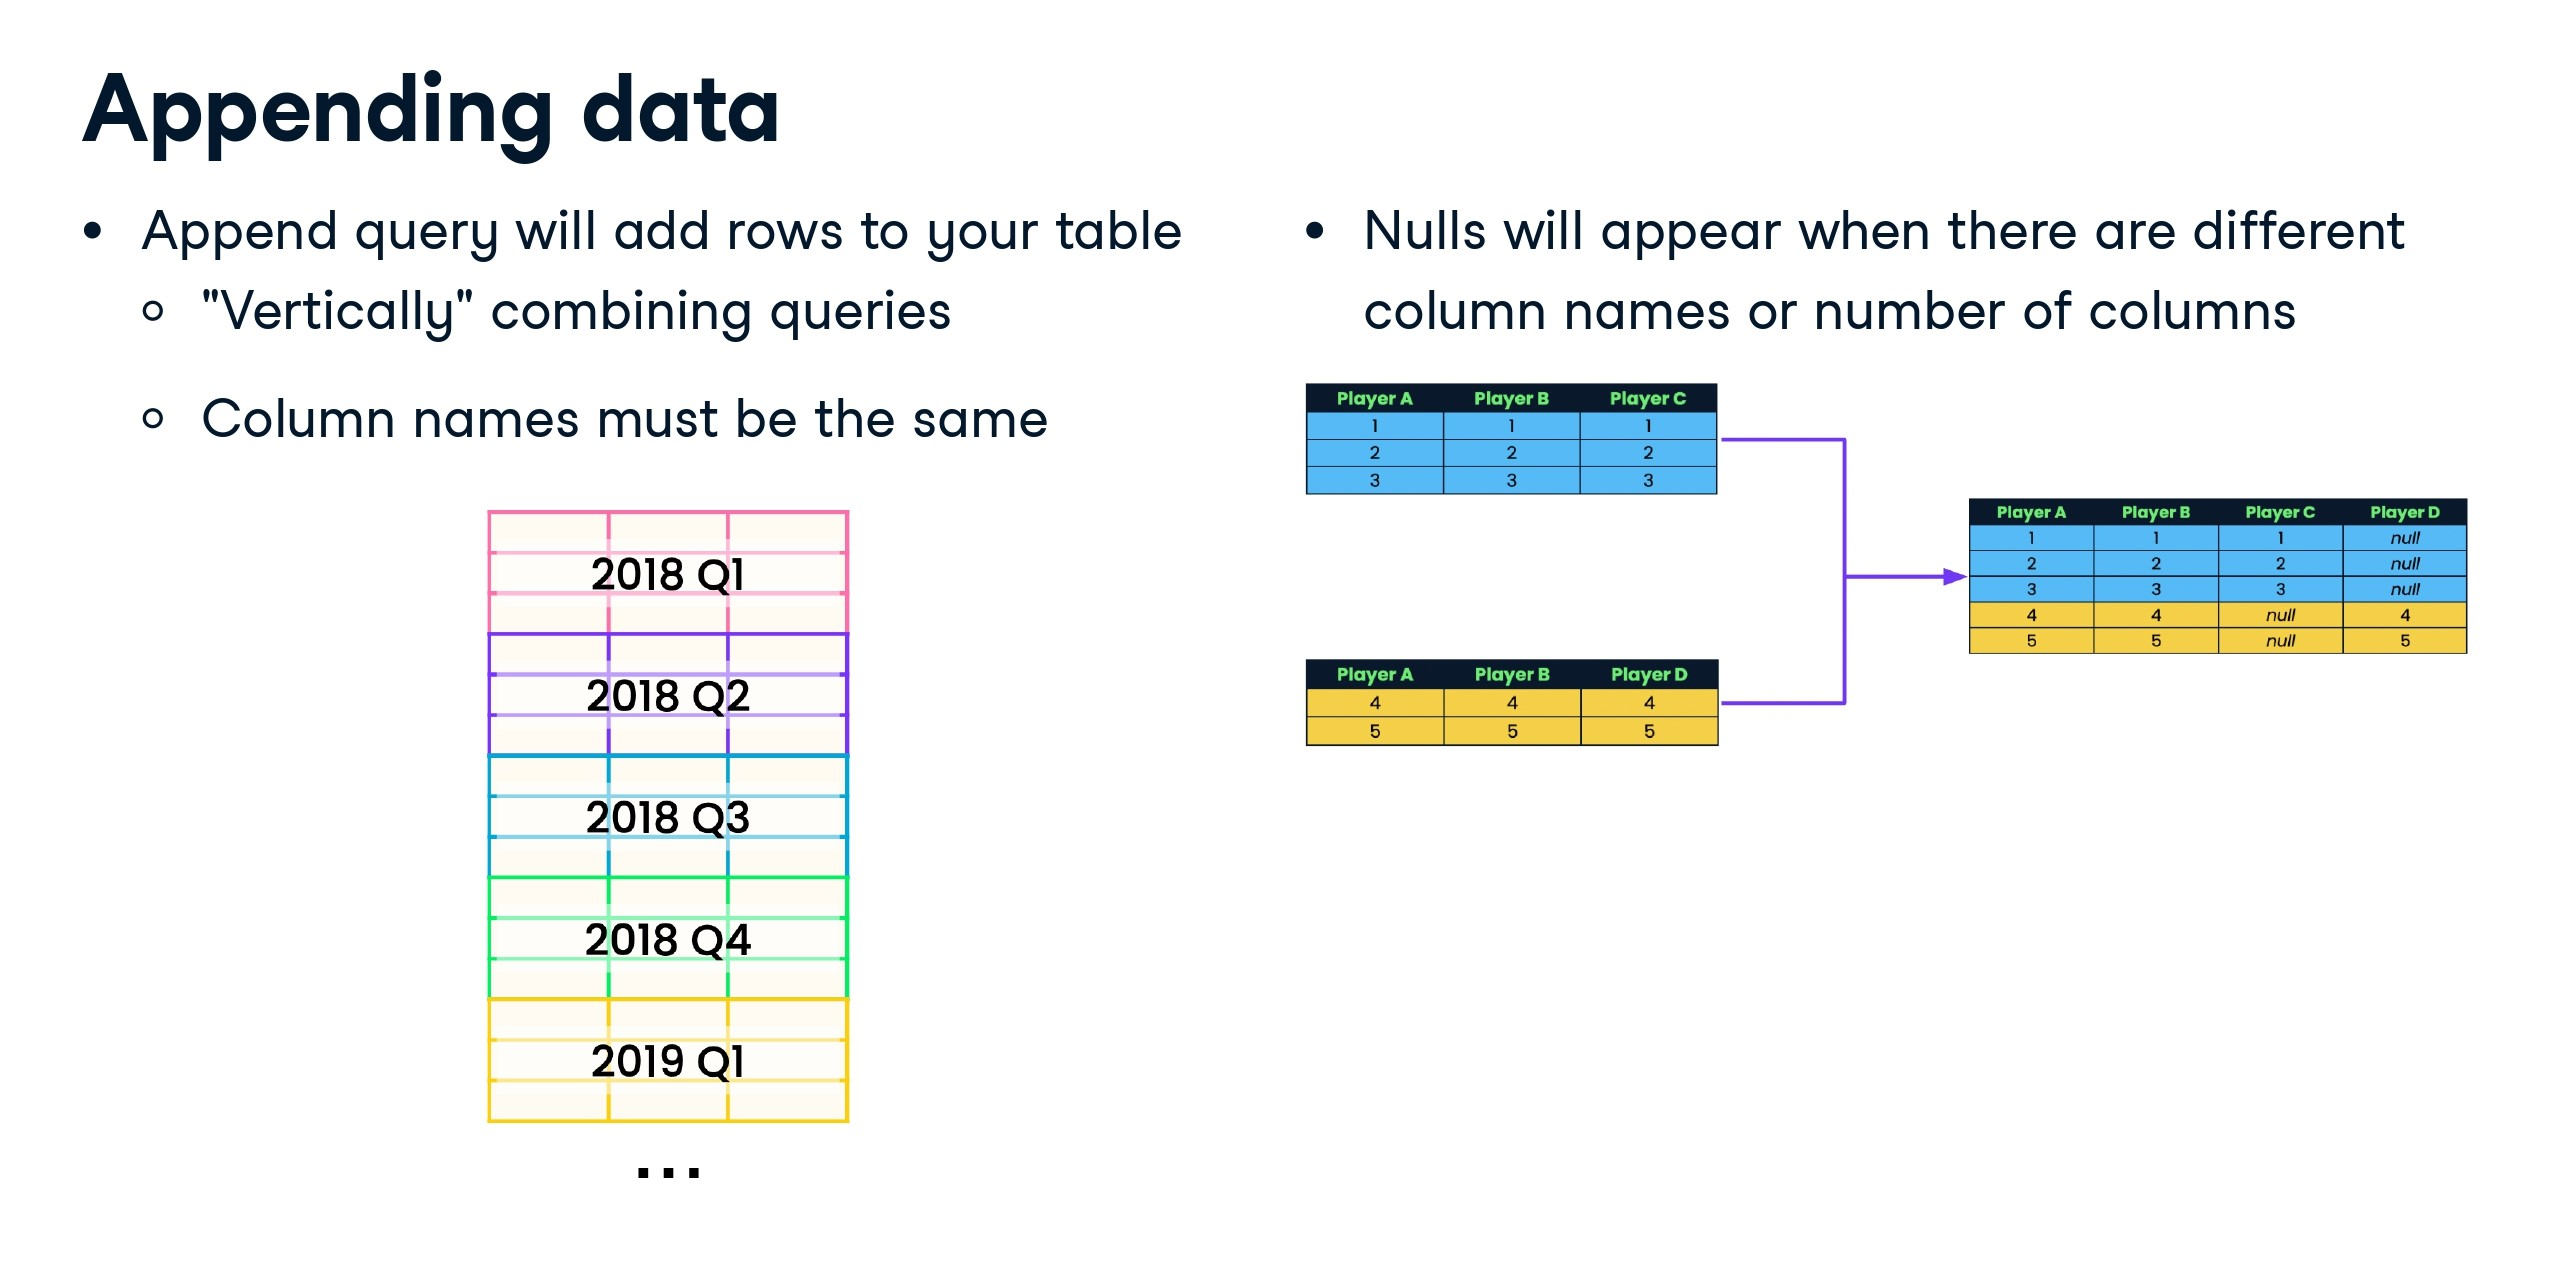 Appending data
• Append query will add rows to your table
○ "Vertically" combining queries
○ Column names must be the same
2018 Q1
2018 Q2
2018 Q3
2018 Q4
2019 Q1
...
• Nulls will appear when there are different
column names or number of columns
Player A Player B Player C
1 1 1
2 2 2
3 3 3
Player A Player B Player D
4 4 4
5 5 5
Player A Player B Player C Player D
1 1 1 null
2 2 2 null
3 3 3 null
4 4 null 4
5 5 null 5